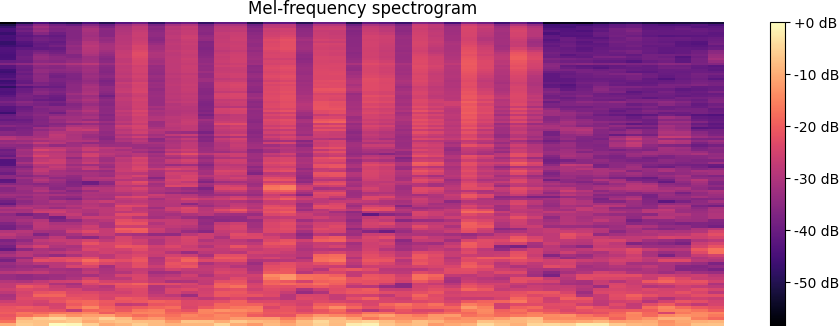 Mel-frequency spectrogram
+0 dB
-10 dB
-20 dB
-30 dB
-40 dB
-50 dB